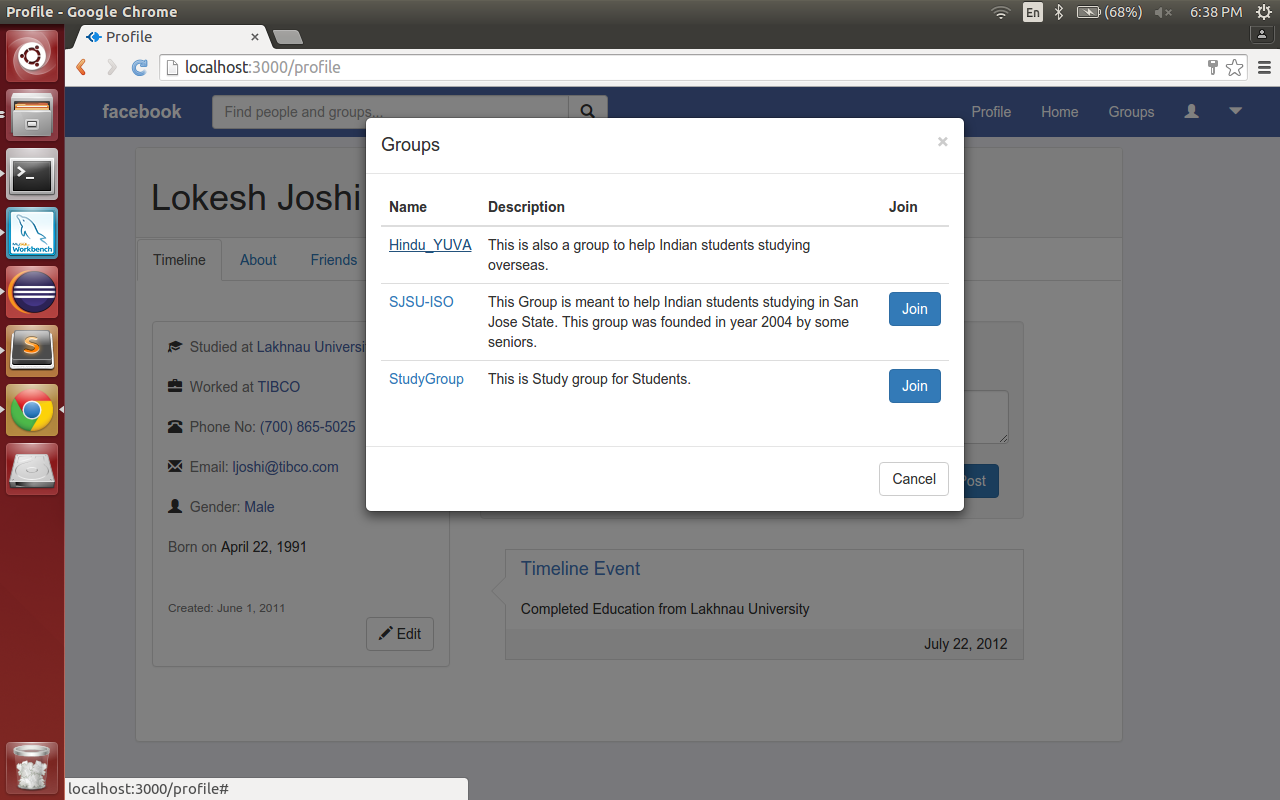 Profile - Google Chrome
En
(68%)
6:38 PM
Profile
localhost:3000/profile
facebook
Find people and groups...
Profile
Home
Groups
Groups
Lokesh Joshi
Name
Description
Join
Hindu_YUVA
This is also a group to help Indian students studying
overseas.
SJSU-ISO
This Group is meant to help Indian students studying in San
Jose State. This group was founded in year 2004 by some
seniors.
Join
StudyGroup
This is Study group for Students.
Join
Cancel
Timeline
About
Friends
Studied at Lakhnau Universi
Worked at TIBCO
Phone No: (700) 865-5025
Email: ljoshi@tibco.com
Gender: Male
Born on April 22, 1991
Created: June 1, 2011
Edit
ost
Timeline Event
Completed Education from Lakhnau University
July 22, 2012
Workbench
localhost:3000/profile#